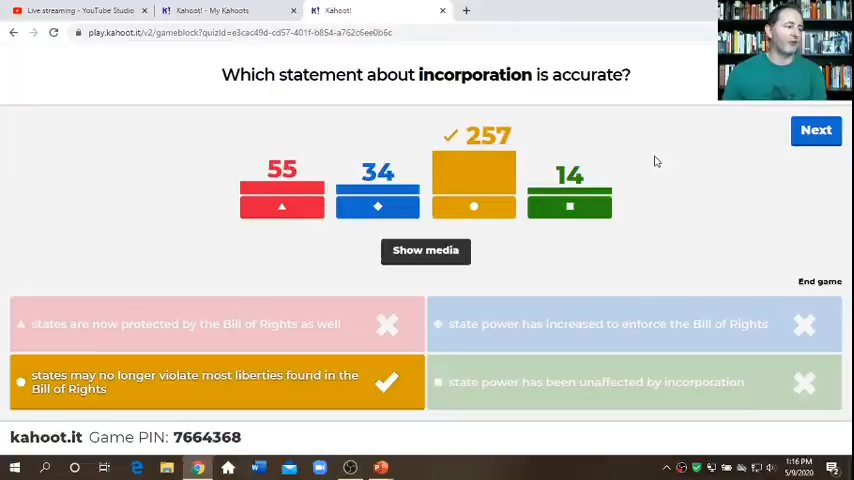 Live streaming - YouTube Studio
Kahoot! - My Kahoots
Kahoot!
play.kahoot.it/v2/gameblock?quizId=e3cac49d-cd57-401f-b854-a762c6ee0b6c
Which statement about incorporation is accurate?
Next
55
34
257
14
Show media
End game
states are now protected by the Bill of Rights as well
state power has increased to enforce the Bill of Rights
states may no longer violate most liberties found in the
Bill of Rights
state power has been unaffected by incorporation
kahoot.it Game PIN: 7664368
1:16 PM
5/9/2020